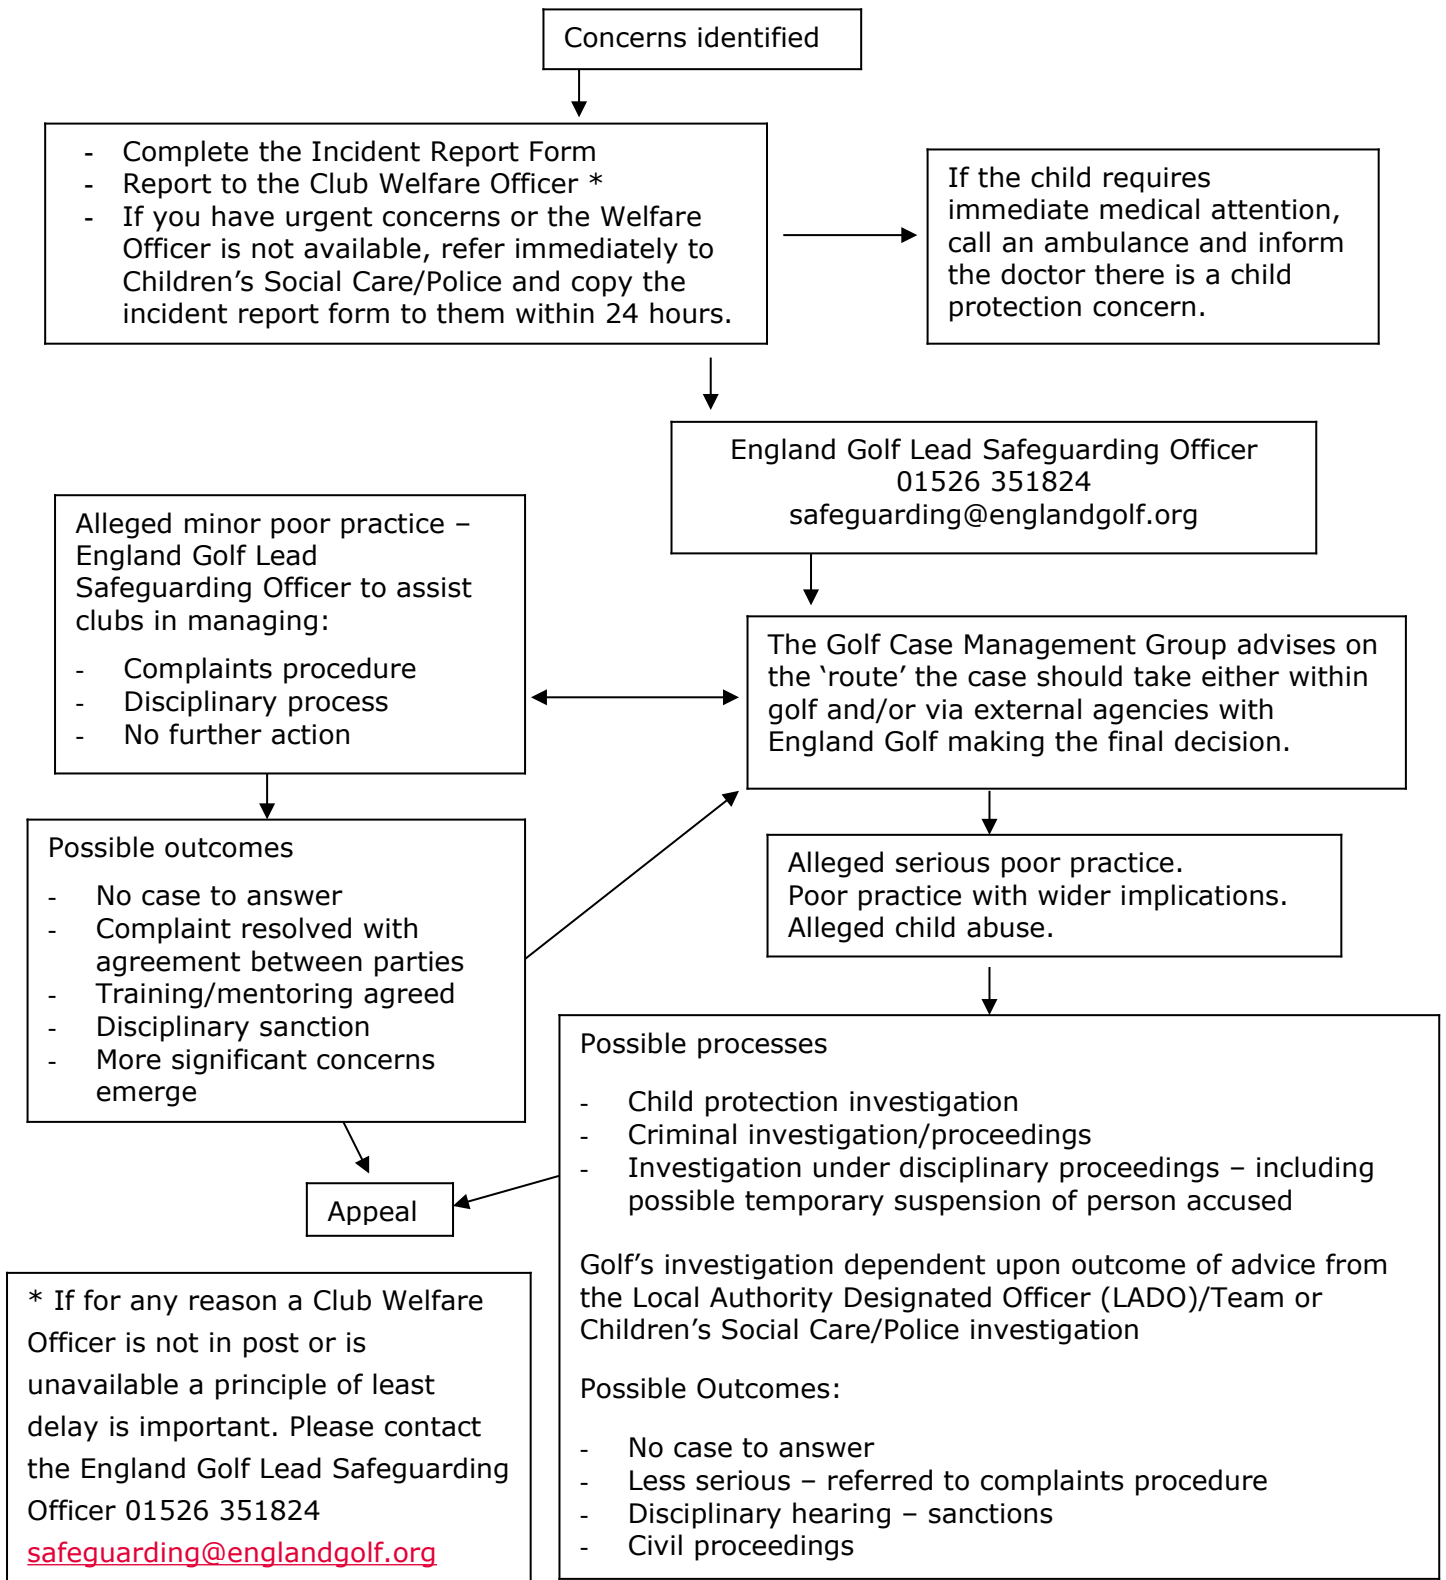 Concerns identified
- Complete the Incident Report Form
- Report to the Club Welfare Officer *
- If you have urgent concerns or the Welfare
Officer is not available, refer immediately to
Children’s Social Care/Police and copy the
incident report form to them within 24 hours.
If the child requires
immediate medical attention,
call an ambulance and inform
the doctor there is a child
protection concern.
England Golf Lead Safeguarding Officer
01526 351824
safeguarding@englandgolf.org
Alleged minor poor practice –
England Golf Lead
Safeguarding Officer to assist
clubs in managing:
- Complaints procedure
- Disciplinary process
- No further action
The Golf Case Management Group advises on
the ‘route’ the case should take either within
golf and/or via external agencies with
England Golf making the final decision.
Possible outcomes
- No case to answer
- Complaint resolved with
agreement between parties
- Training/mentoring agreed
- Disciplinary sanction
- More significant concerns
emerge
Alleged serious poor practice.
Poor practice with wider implications.
Alleged child abuse.
Possible processes
- Child protection investigation
- Criminal investigation/proceedings
- Investigation under disciplinary proceedings – including
possible temporary suspension of person accused
Golf’s investigation dependent upon outcome of advice from
the Local Authority Designated Officer (LADO)/Team or
Children’s Social Care/Police investigation
Possible Outcomes:
- No case to answer
- Less serious – referred to complaints procedure
- Disciplinary hearing – sanctions
- Civil proceedings
Appeal
* If for any reason a Club Welfare
Officer is not in post or is
unavailable a principle of least
delay is important. Please contact
the England Golf Lead Safeguarding
Officer 01526 351824
safeguarding@englandgolf.org